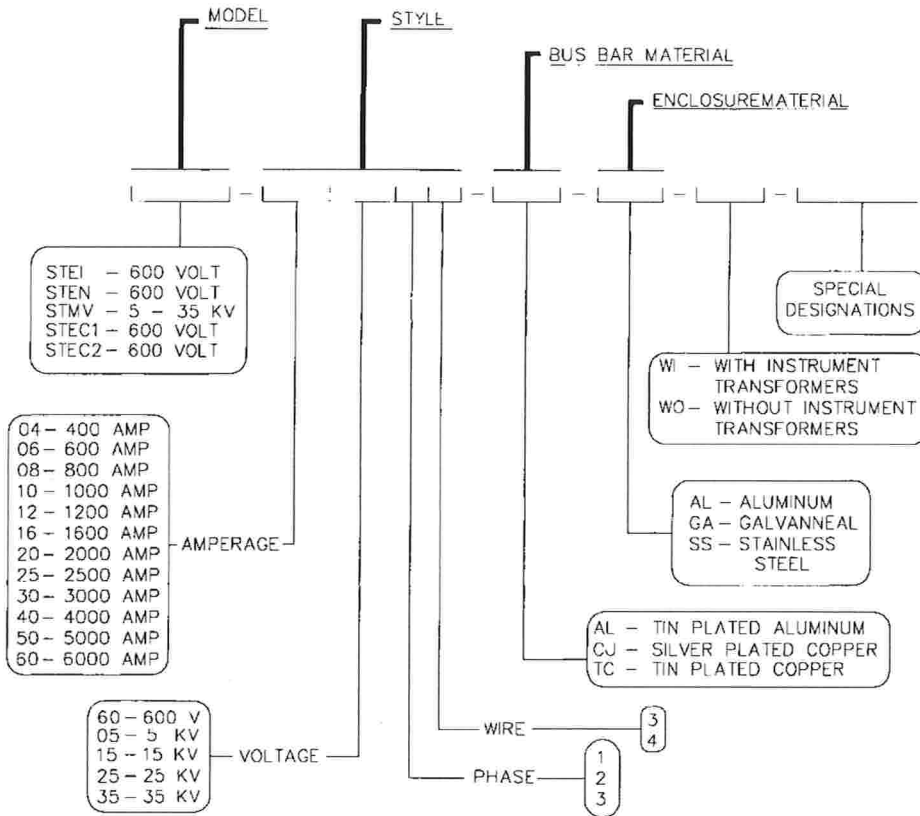 MODEL
STYLE
BUS BAR MATERIAL
ENCLOSUREMATERIAL
STEI – 600 VOLT
STEN – 600 VOLT
STMV – 5 – 35 KV
STEC1 – 600 VOLT
STEC2 – 600 VOLT
SPECIAL
DESIGNATIONS
WI – WITH INSTRUMENT
TRANSFORMERS
WO – WITHOUT INSTRUMENT
TRANSFORMERS
04 – 400 AMP
06 – 600 AMP
08 – 800 AMP
10 – 1000 AMP
12 – 1200 AMP
16 – 1600 AMP
20 – 2000 AMP
25 – 2500 AMP
30 – 3000 AMP
40 – 4000 AMP
50 – 5000 AMP
60 – 6000 AMP
AMPERAGE
AL – ALUMINUM
GA – GALVANNEAL
SS – STAINLESS
STEEL
AL – TIN PLATED ALUMINUM
CJ – SILVER PLATED COPPER
TC – TIN PLATED COPPER
60 – 600 V
05 – 5 KV
15 – 15 KV
25 – 25 KV
35 – 35 KV
VOLTAGE
WIRE
3
4
PHASE
1
2
3